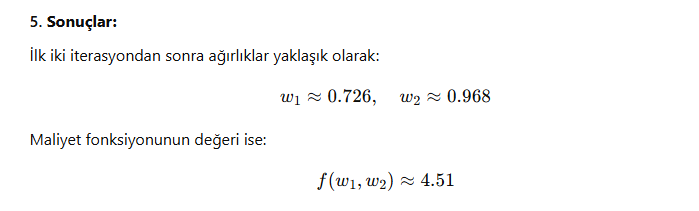 5. Sonuçlar:
İlk iki iterasyondan sonra ağırlıklar yaklaşık olarak:
w₁ ≈ 0.726, w₂ ≈ 0.968
Maliyet fonksiyonunun değeri ise:
f(w₁, w₂) ≈ 4.51